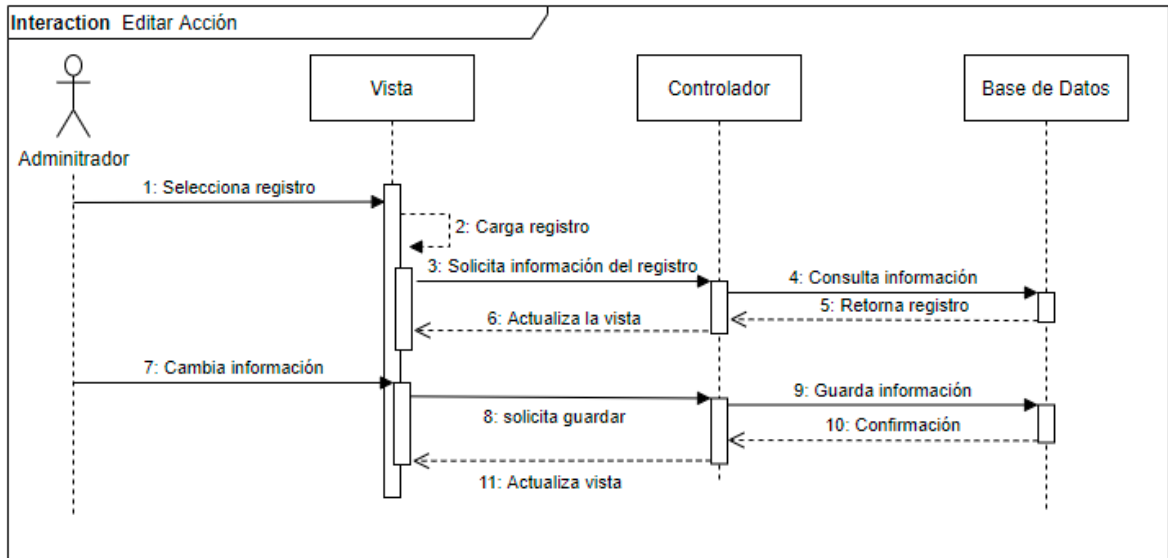 Interaction Editar Acción
Vista
Controlador
Base de Datos
Adminitrador
1: Selecciona registro
2: Carga registro
3: Solicita información del registro
4: Consulta información
5: Retorna registro
6: Actualiza la vista
7: Cambia información
8: solicita guardar
9: Guarda información
10: Confirmación
11: Actualiza vista